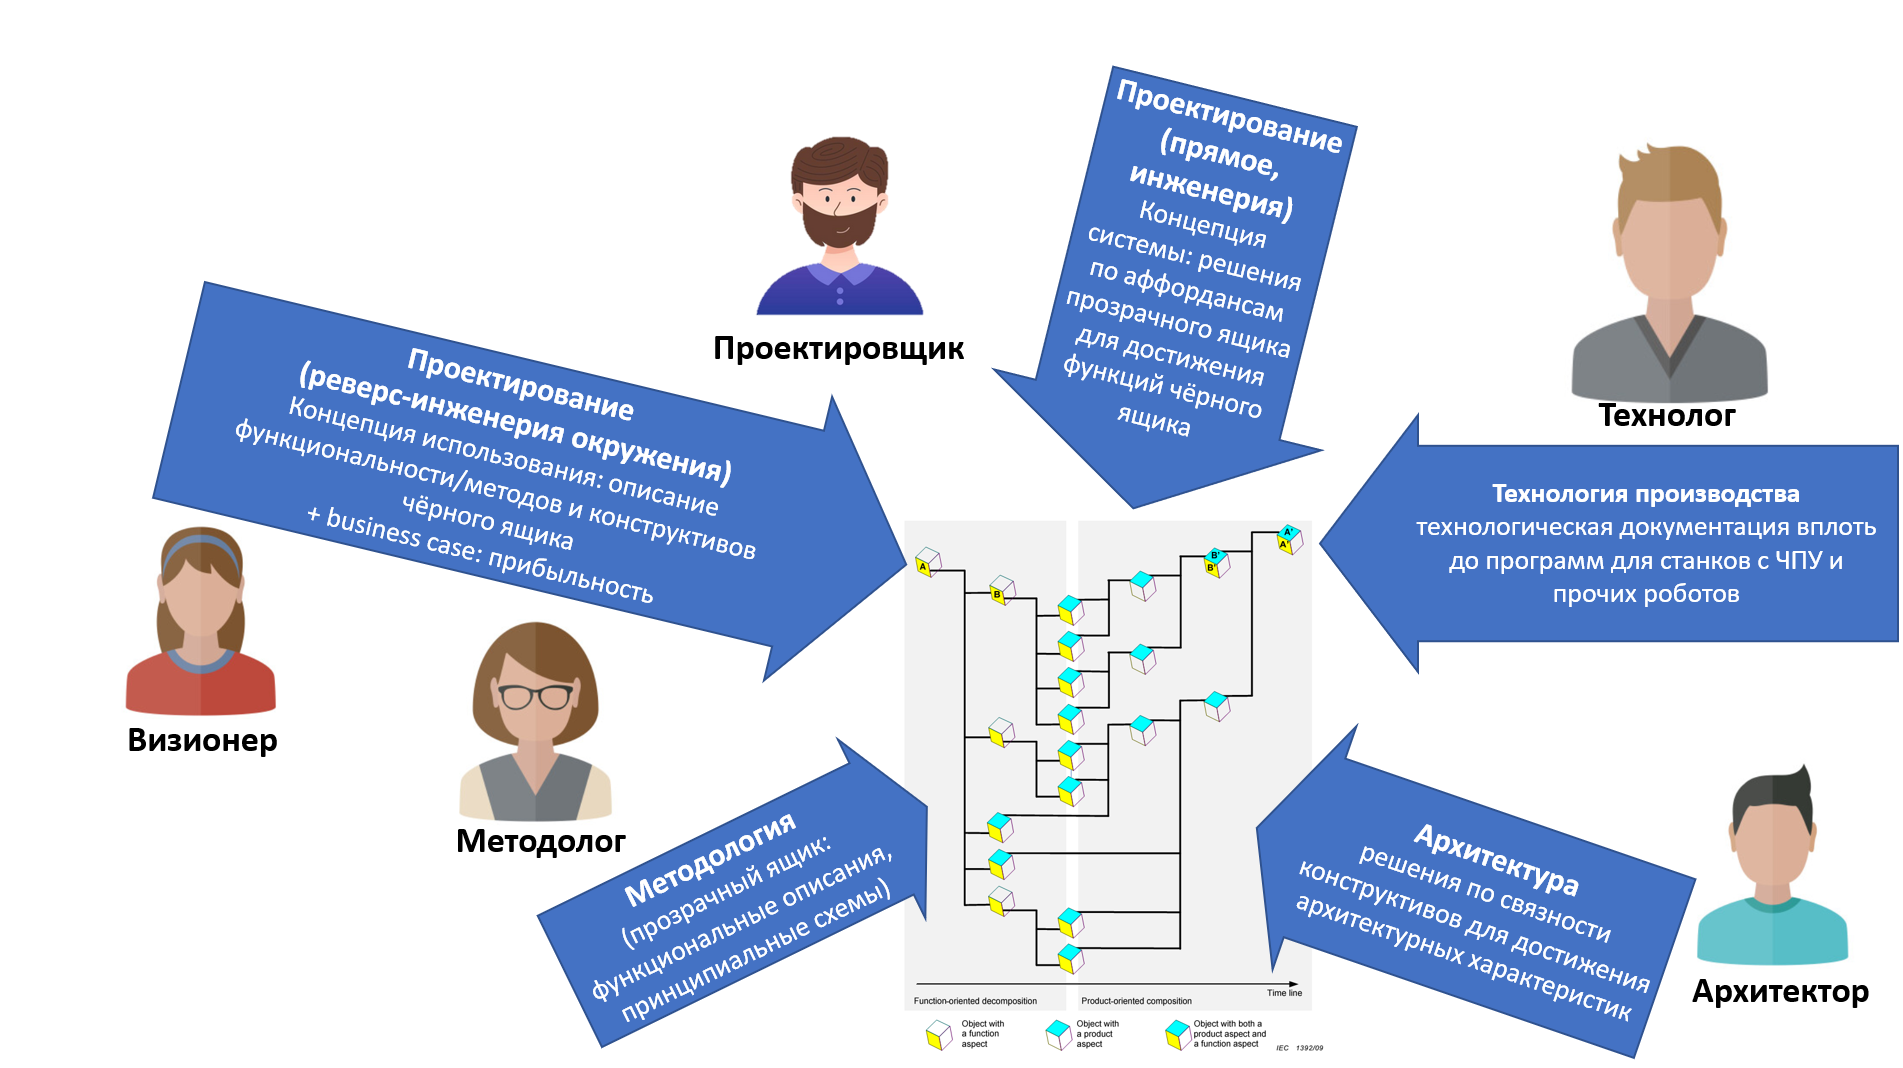 Проектирование
(прямое,
инженерия)
Концепция
системы: решения
по аффордансам
прозрачного ящика
для достижения
функций чёрного
ящика
Проектировщик
Технолог
Проектирование
(реверс-инженерия окружения)
Концепция использования: описание
функциональности/методов и конструктивов
чёрного ящика
+ business case: прибыльность
Технология производства
технологическая документация вплоть
до программ для станков с ЧПУ и
прочих роботов
Визионер
Методолог
Методология
(прозрачный ящик:
функциональные описания,
принципиальные схемы)
Архитектура
решения по связности
конструктивов для достижения
архитектурных характеристик
Архитектор
A
B
B'
B'
A'
A'
Time line
Function-oriented decomposition
Product-oriented composition
Object with
a function
aspect
Object with
a product
aspect
Object with both a
product aspect and
a function aspect
IEC 1392/09